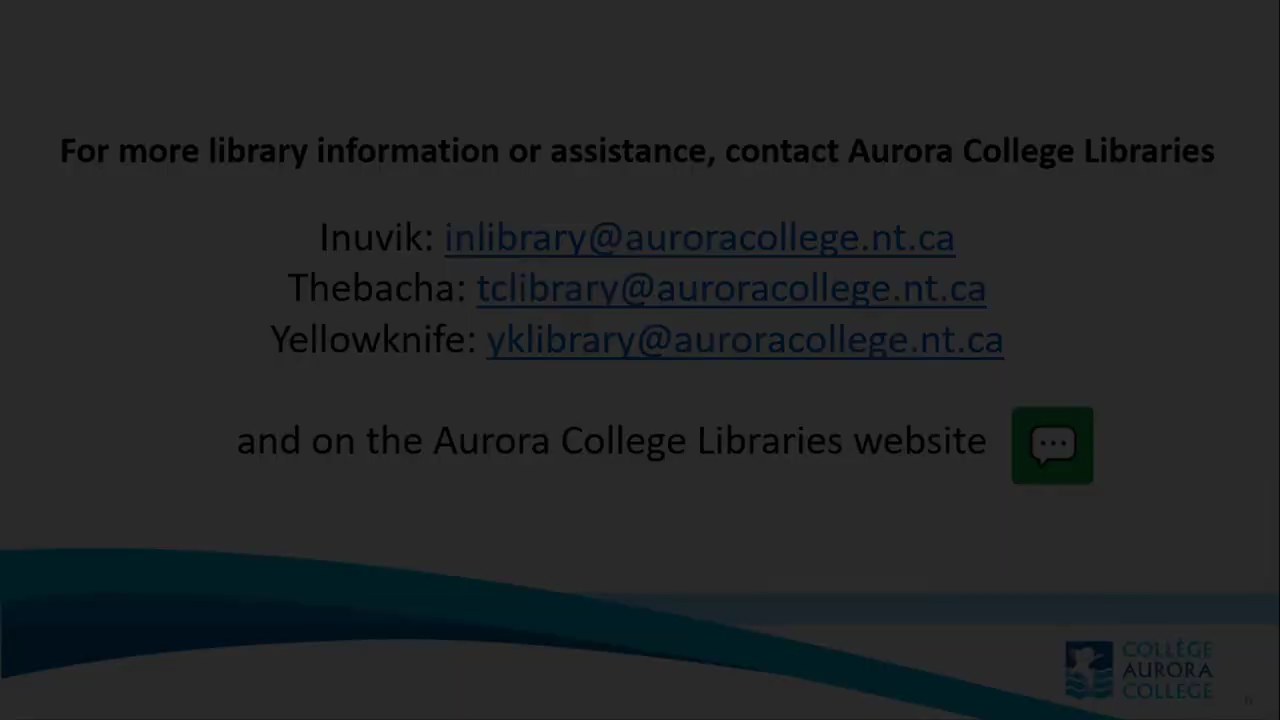 For more library information or assistance, contact Aurora College Libraries
Inuvik: inlibrary@auroracollege.nt.ca
Thebacha: tclibrary@auroracollege.nt.ca
Yellowknife: yklibrary@auroracollege.nt.ca
and on the Aurora College Libraries website
COLLÈGE
AURORA
COLLEGE